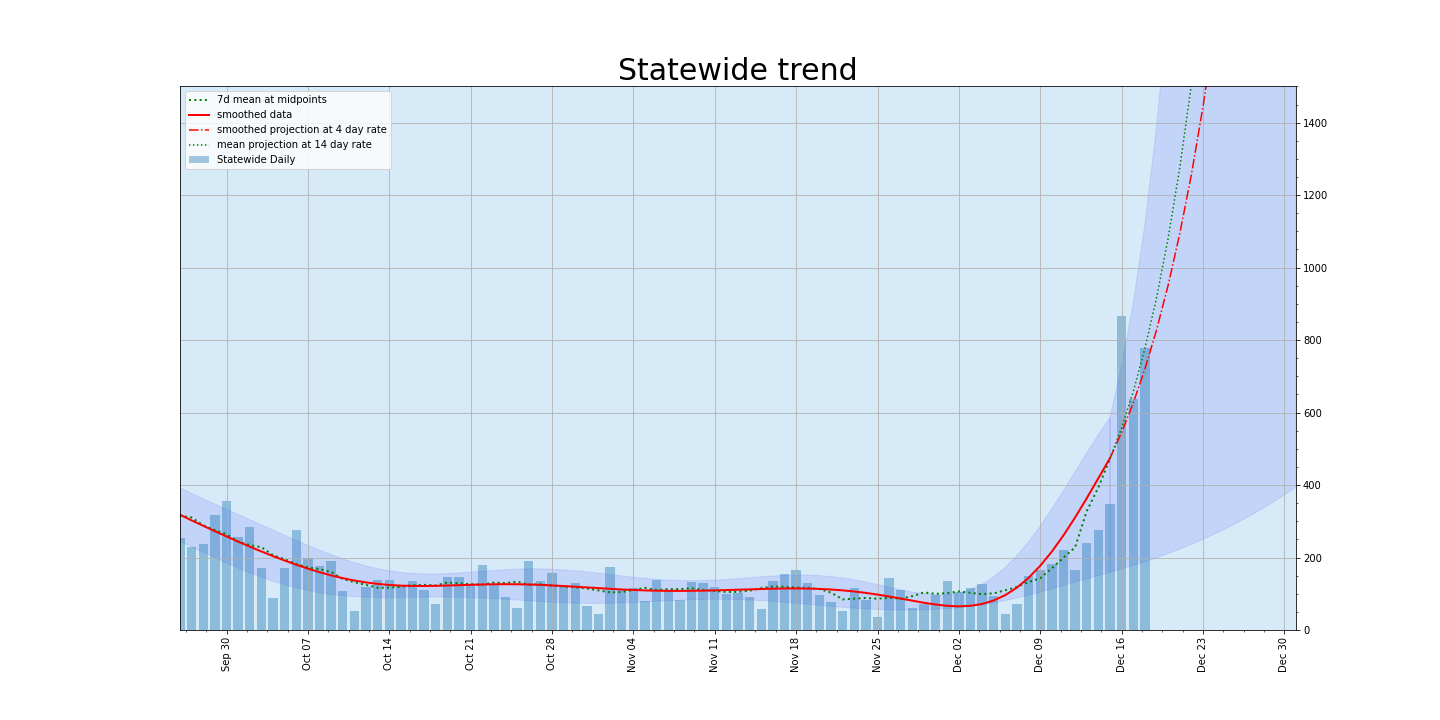 Statewide trend
7d mean at midpoints
smoothed data
smoothed projection at 4 day rate
mean projection at 14 day rate
Statewide Daily
1400
1200
1000
800
600
400
200
0
Sep 30
Oct 07
Oct 14
Oct 21
Oct 28
Nov 04
Nov 11
Nov 18
Nov 25
Dec 02
Dec 09
Dec 16
Dec 23
Dec 30